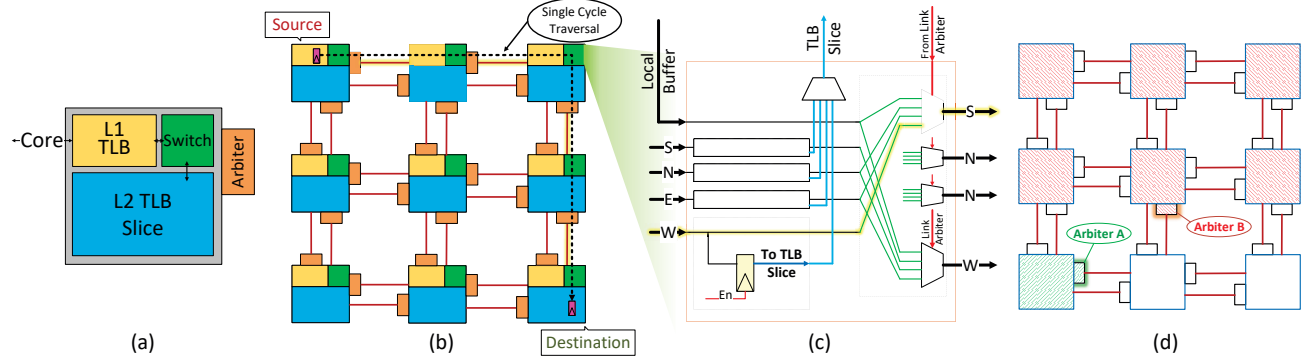 Core
L1
TLB
Switch
L2 TLB
Slice
Arbiter
(a)
Source
Single Cycle
Traversal
Destination
(b)
Local
Buffer
TLB
Slice
From Link
Arbiter
S
N
E
W
S
N
N
W
Link
Arbiter
To TLB
Slice
En
(c)
Arbiter A
Arbiter B
(d)